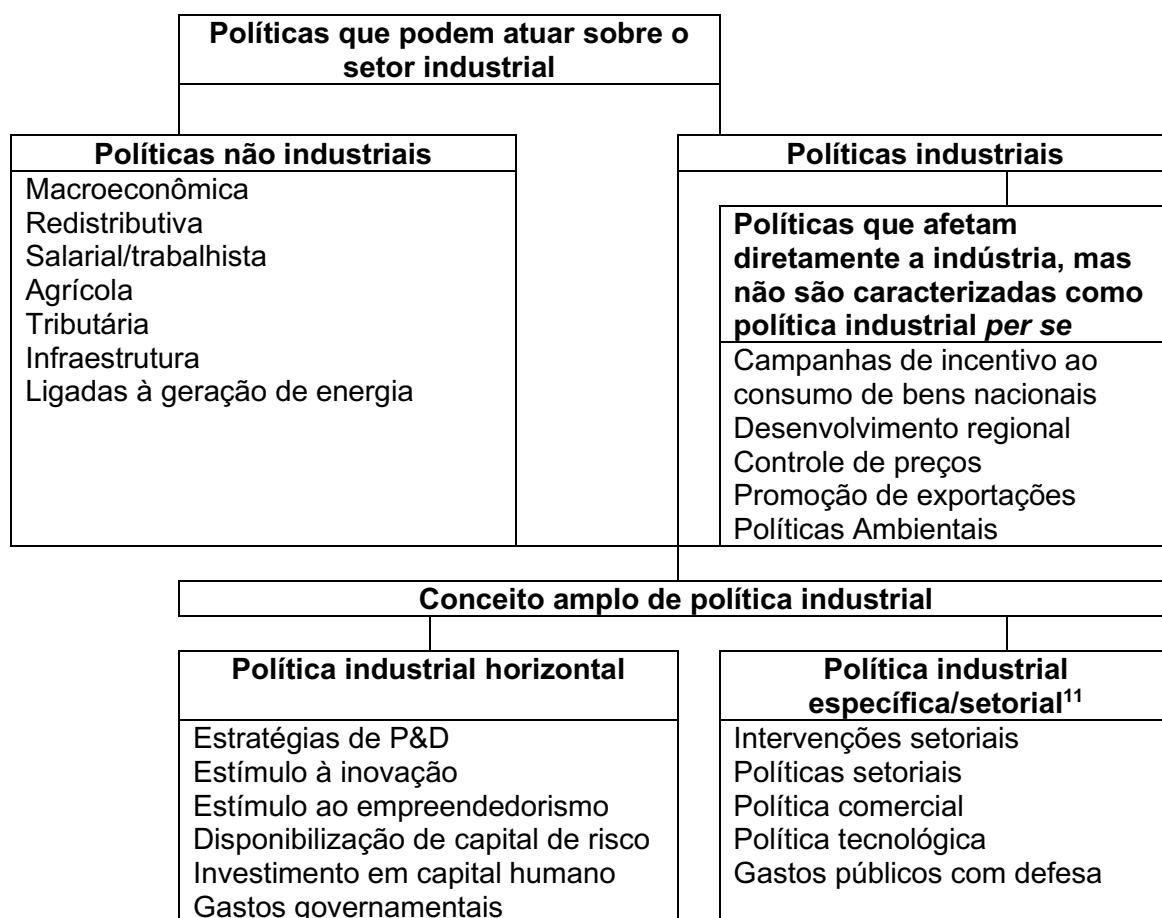 Políticas que podem atuar sobre o
setor industrial
Políticas não industriais
Macroeconômica
Redistributiva
Salarial/trabalhista
Agrícola
Tributária
Infraestrutura
Ligadas à geração de energia
Políticas industriais
Políticas que afetam
diretamente a indústria, mas
não são caracterizadas como
política industrial per se
Campanhas de incentivo ao
consumo de bens nacionais
Desenvolvimento regional
Controle de preços
Promoção de exportações
Políticas Ambientais
Conceito amplo de política industrial
Política industrial horizontal
Estratégias de P&D
Estímulo à inovação
Estímulo ao empreendedorismo
Disponibilização de capital de risco
Investimento em capital humano
Gastos governamentais
Política industrial
específica/setorial¹¹
Intervenções setoriais
Políticas setoriais
Política comercial
Política tecnológica
Gastos públicos com defesa